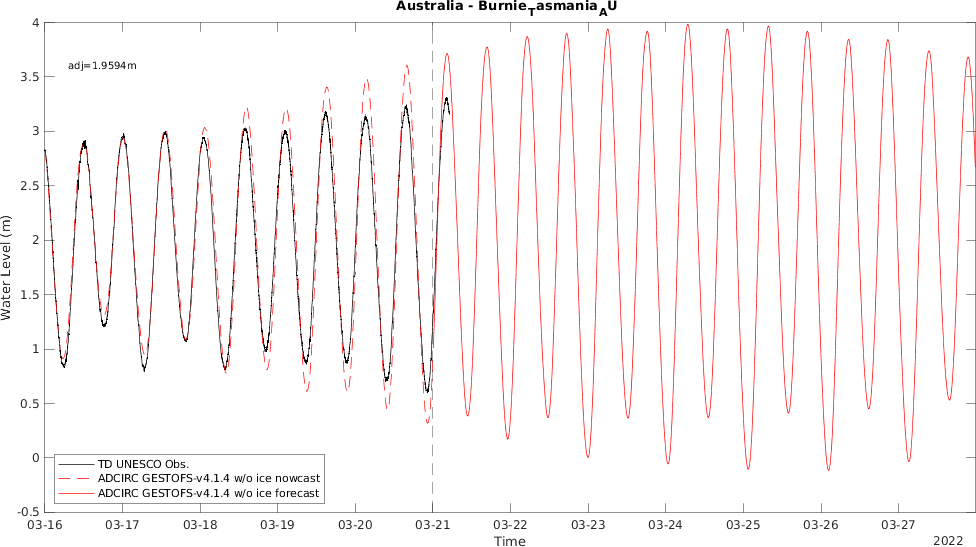 Australia - BurnieTasmaniaAU
4
adj=1.9594m
3.5
3
2.5
2
1.5
1
0.5
0
-0.5
Water Level (m)
TD UNESCO Obs.
ADCIRC GESTOFS-v4.1.4 w/o ice nowcast
ADCIRC GESTOFS-v4.1.4 w/o ice forecast
03-16 03-17 03-18 03-19 03-20 03-21 03-22 03-23 03-24 03-25 03-26 03-27
Time
2022